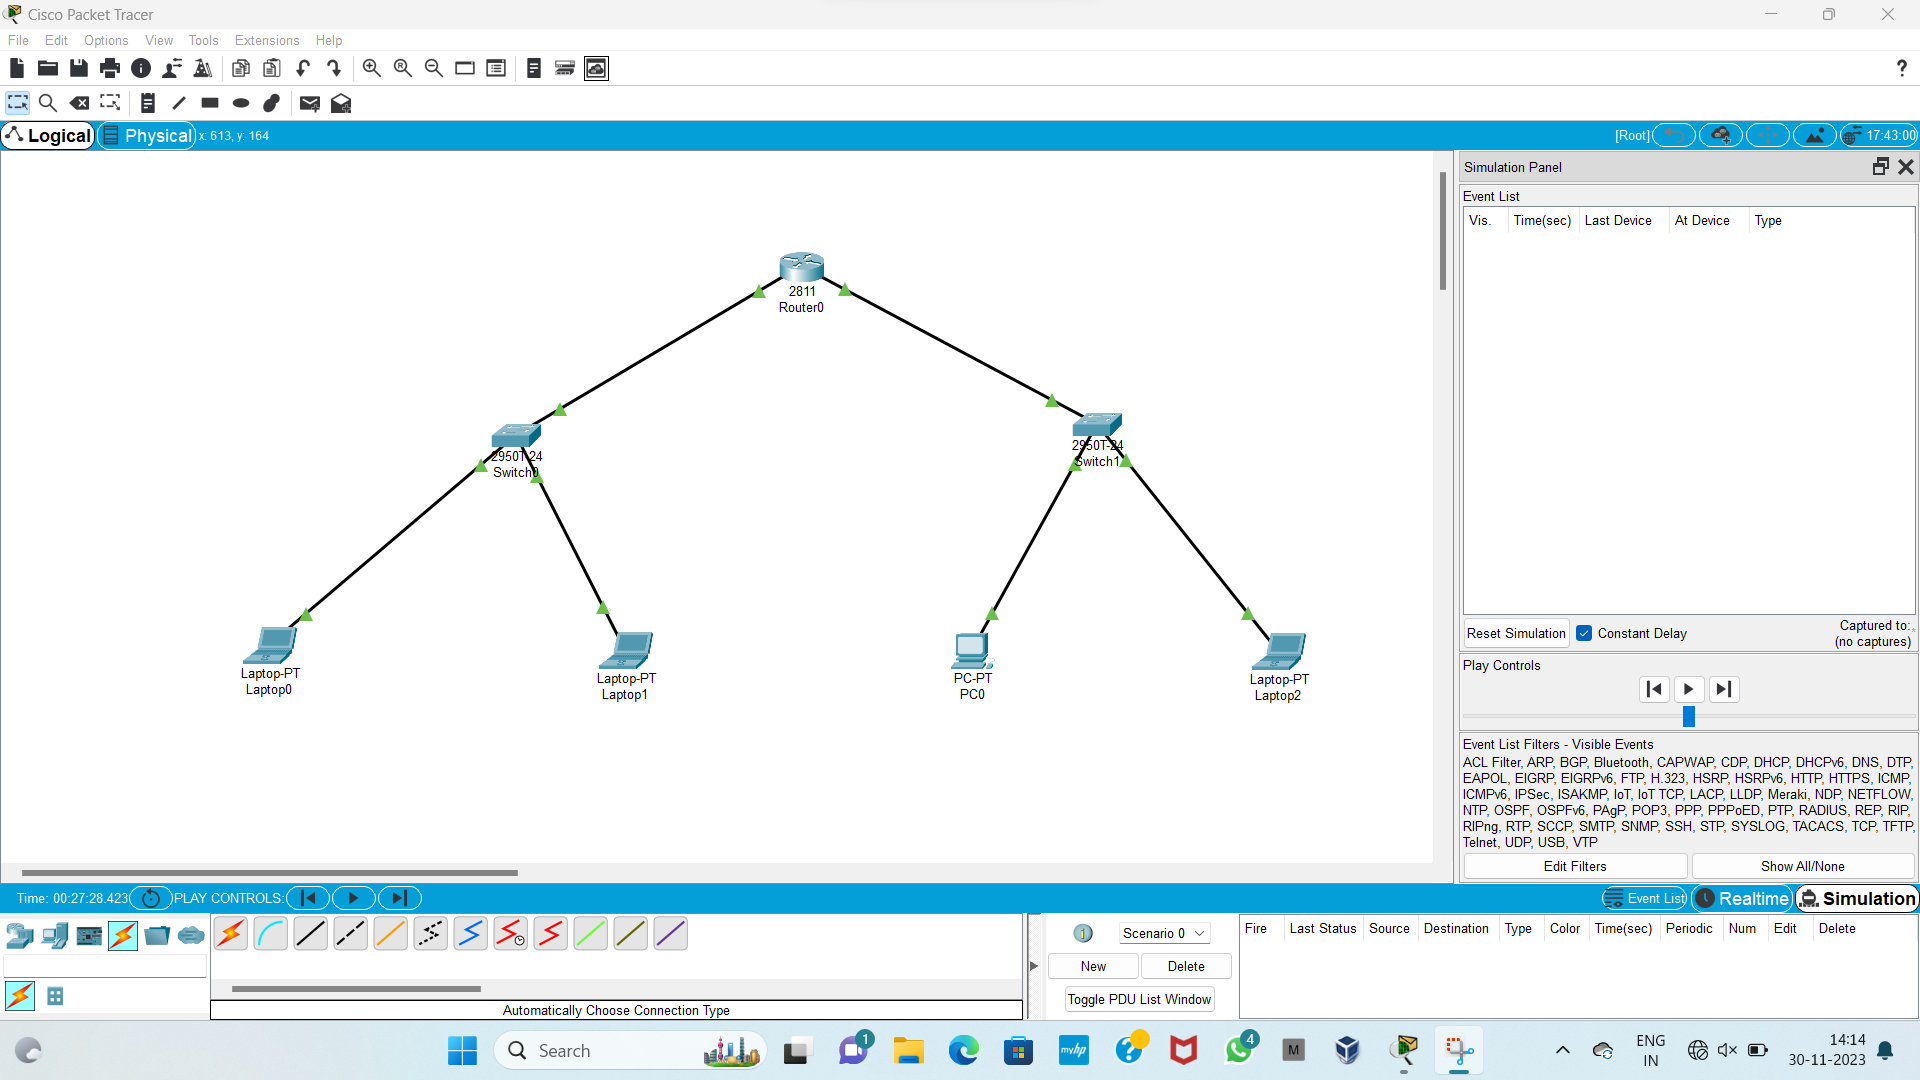 Cisco Packet Tracer
File Edit Options View Tools Extensions Help
?
Logical Physical x: 613, y: 164 [Root] 17:43:00
Simulation Panel
Event List
Vis. Time(sec) Last Device At Device Type
2811
Router0
2950T-24
Switch0
2950T-24
Switch1
Laptop-PT
Laptop0
Laptop-PT
Laptop1
PC-PT
PC0
Laptop-PT
Laptop2
Reset Simulation Constant Delay Captured to:
(no captures)
Play Controls
Event List Filters - Visible Events
ACL Filter, ARP, BGP, Bluetooth, CAPWAP, CDP, DHCP, DHCPv6, DNS, DTP,
EAPOL, EIGRP, EIGRPv6, FTP, H.323, HSRP, HSRPv6, HTTP, HTTPS, ICMP,
ICMPv6, IPSec, ISAKMP, IoT, IoT TCP, LACP, LLDP, Meraki, NDP, NETFLOW,
NTP, OSPF, OSPFv6, PAgP, POP3, PPP, PPPoED, PTP, RADIUS, REP, RIP,
RIPng, RTP, SCCP, SMTP, SNMP, SSH, STP, SYSLOG, TACACS, TCP, TFTP,
Telnet, UDP, USB, VTP
Edit Filters Show All/None
Time: 00:27:28.423 PLAY CONTROLS: Event List Realtime Simulation
Scenario 0
New Delete
Toggle PDU List Window
Fire Last Status Source Destination Type Color Time(sec) Periodic Num Edit Delete
Automatically Choose Connection Type
Search 1 myhp ? 4 M
ENG
IN
14:14
30-11-2023